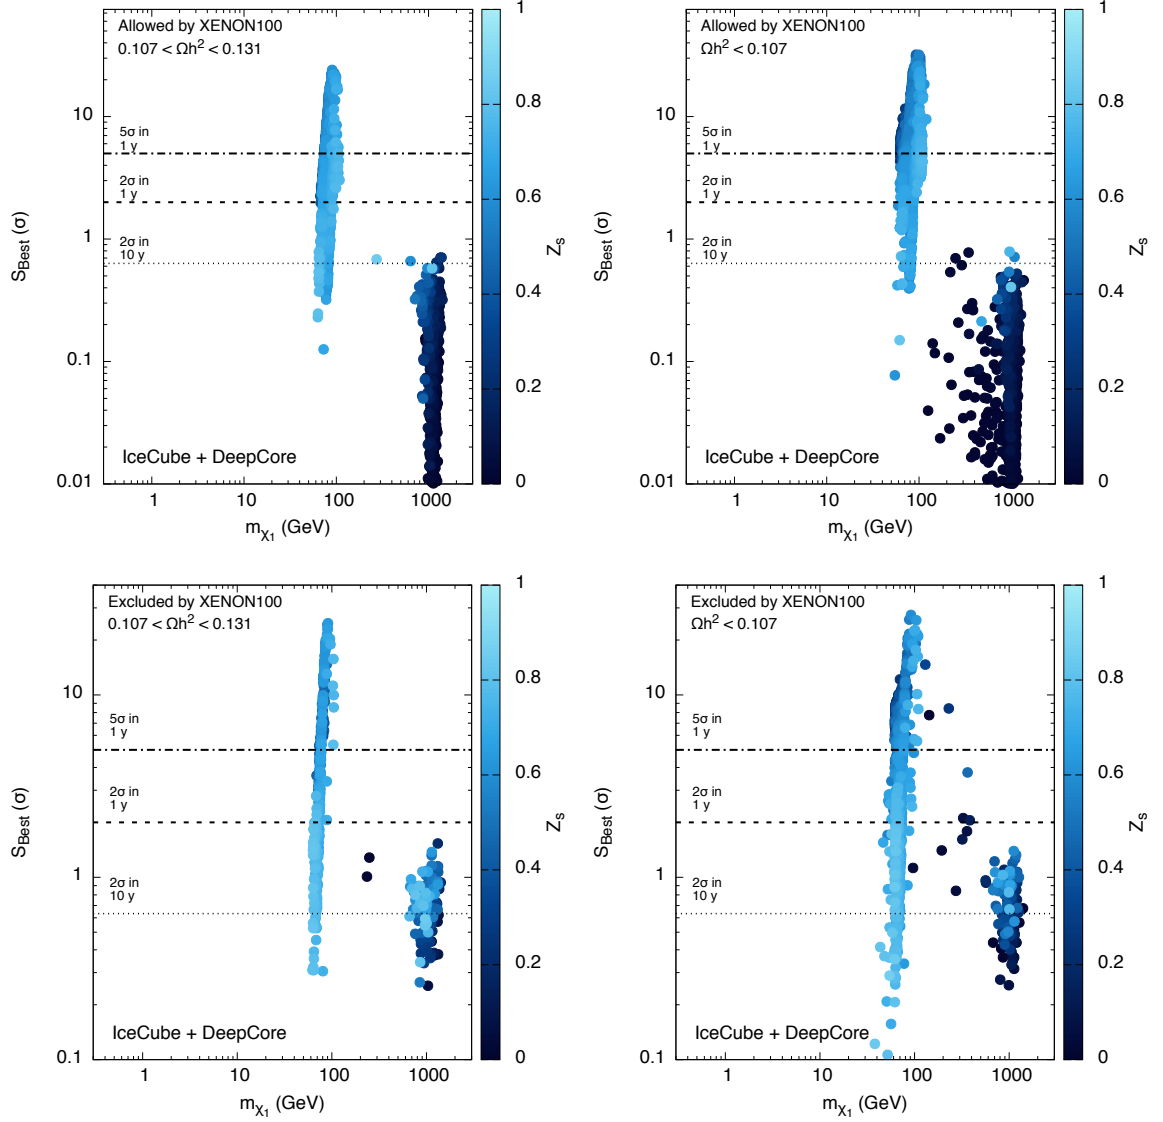 Allowed by XENON100
0.107 < Ωh² < 0.131
10
1
0.1
0.01
5σ in
1 y
2σ in
1 y
2σ in
10 y
S_Best (σ)
IceCube + DeepCore
1
10
100
1000
m_χ₁ (GeV)
1
0.8
0.6
0.4
0.2
0
Z_s
Allowed by XENON100
Ωh² < 0.107
10
1
0.1
0.01
5σ in
1 y
2σ in
1 y
2σ in
10 y
S_Best (σ)
IceCube + DeepCore
1
10
100
1000
m_χ₁ (GeV)
1
0.8
0.6
0.4
0.2
0
Z_s
Excluded by XENON100
0.107 < Ωh² < 0.131
10
1
0.1
5σ in
1 y
2σ in
1 y
2σ in
10 y
S_Best (σ)
IceCube + DeepCore
1
10
100
1000
m_χ₁ (GeV)
1
0.8
0.6
0.4
0.2
0
Z_s
Excluded by XENON100
Ωh² < 0.107
10
1
0.1
5σ in
1 y
2σ in
1 y
2σ in
10 y
S_Best (σ)
IceCube + DeepCore
1
10
100
1000
m_χ₁ (GeV)
1
0.8
0.6
0.4
0.2
0
Z_s